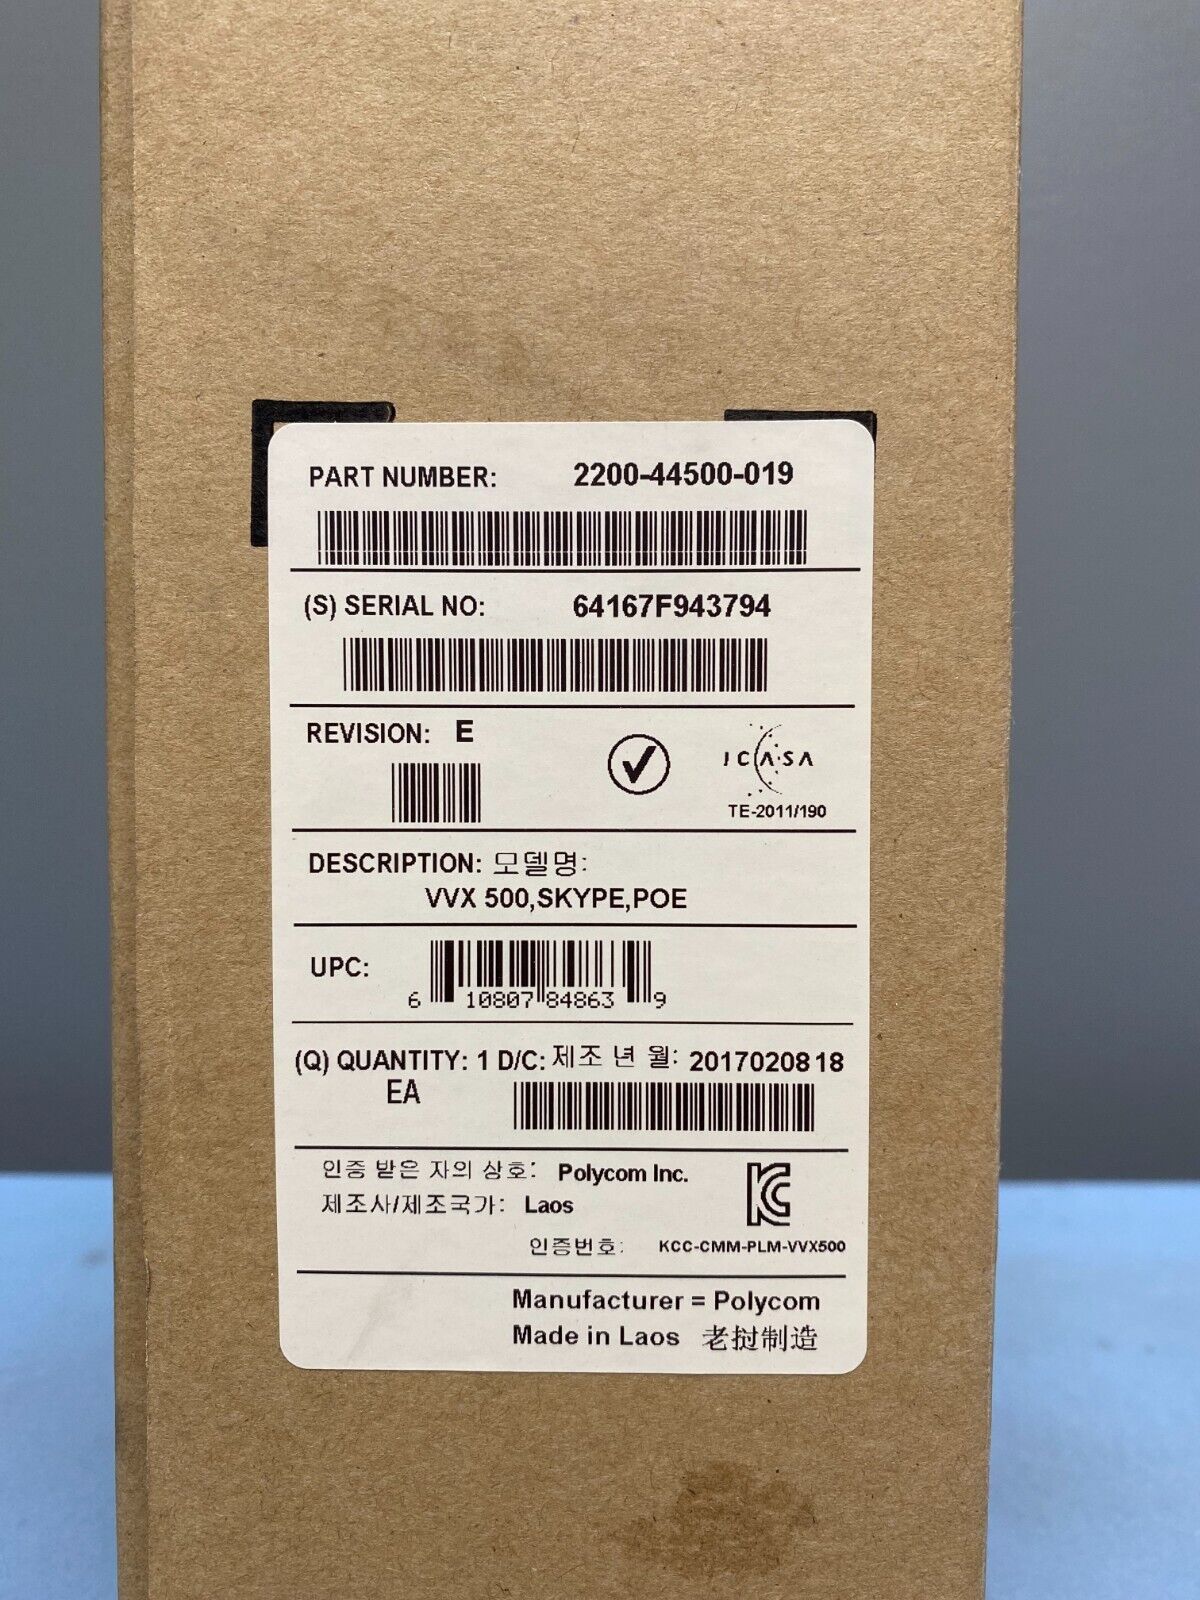 PART NUMBER: 2200-44500-019
(S) SERIAL NO: 64167F943794
REVISION: E
ICASA
TE-2011/190
DESCRIPTION: 모델명:
VVX 500,SKYPE,POE
UPC:
6 10807 84863 9
(Q) QUANTITY: 1 D/C: 제조 년 월: 2017020818
EA
인증 받은 자의 상호: Polycom Inc.
제조사/제조국가: Laos
인증번호: KCC-CMM-PLM-VVX500
Manufacturer = Polycom
Made in Laos 老挝制造